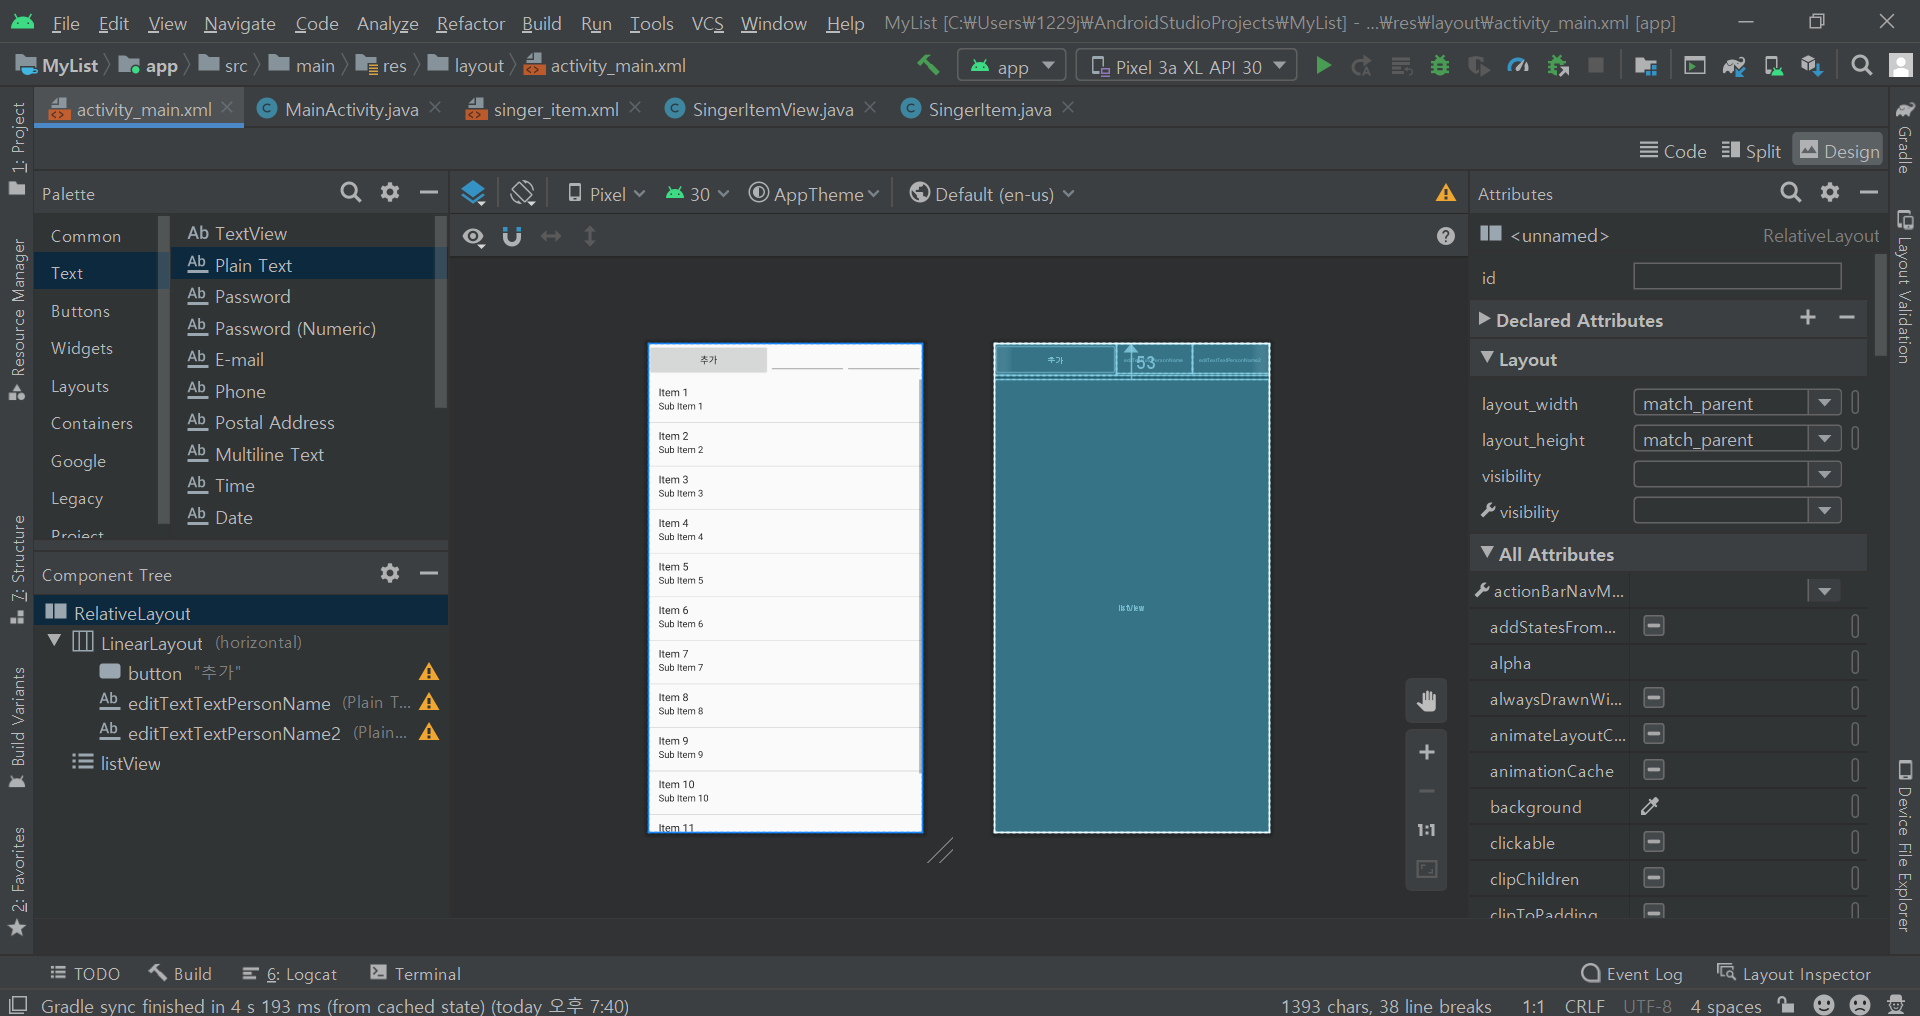 File Edit View Navigate Code Analyze Refactor Build Run Tools VCS Window Help MyList [C:₩Users₩1229j₩AndroidStudioProjects₩MyList] - ...₩res₩layout₩activity_main.xml [app]
MyList app src main res layout activity_main.xml app Pixel 3a XL API 30
activity_main.xml MainActivity.java singer_item.xml SingerItemView.java SingerItem.java
Code Split Design
1: Project
Resource Manager
7: Structure
Build Variants
2: Favorites
Palette
Common
Text
Buttons
Widgets
Layouts
Containers
Google
Legacy
Project
Ab TextView
Ab Plain Text
Ab Password
Ab Password (Numeric)
Ab E-mail
Ab Phone
Ab Postal Address
Ab Multiline Text
Ab Time
Ab Date
Component Tree
RelativeLayout
LinearLayout (horizontal)
button "추가"
Ab editTextTextPersonName (Plain T...
Ab editTextTextPersonName2 (Plain...
listView
Pixel 30 AppTheme Default (en-us)
추가
Item 1
Sub Item 1
Item 2
Sub Item 2
Item 3
Sub Item 3
Item 4
Sub Item 4
Item 5
Sub Item 5
Item 6
Sub Item 6
Item 7
Sub Item 7
Item 8
Sub Item 8
Item 9
Sub Item 9
Item 10
Sub Item 10
Item 11
추가 53
listView
1:1
Attributes
<unnamed> RelativeLayout
id
Declared Attributes
Layout
layout_width match_parent
layout_height match_parent
visibility
visibility
All Attributes
actionBarNavM...
addStatesFrom...
alpha
alwaysDrawnWi...
animateLayoutC...
animationCache
background
clickable
clipChildren
clipToPadding
Gradle
Layout Validation
Device File Explorer
TODO Build 6: Logcat Terminal Event Log Layout Inspector
Gradle sync finished in 4 s 193 ms (from cached state) (today 오후 7:40) 1393 chars, 38 line breaks 1:1 CRLF UTF-8 4 spaces